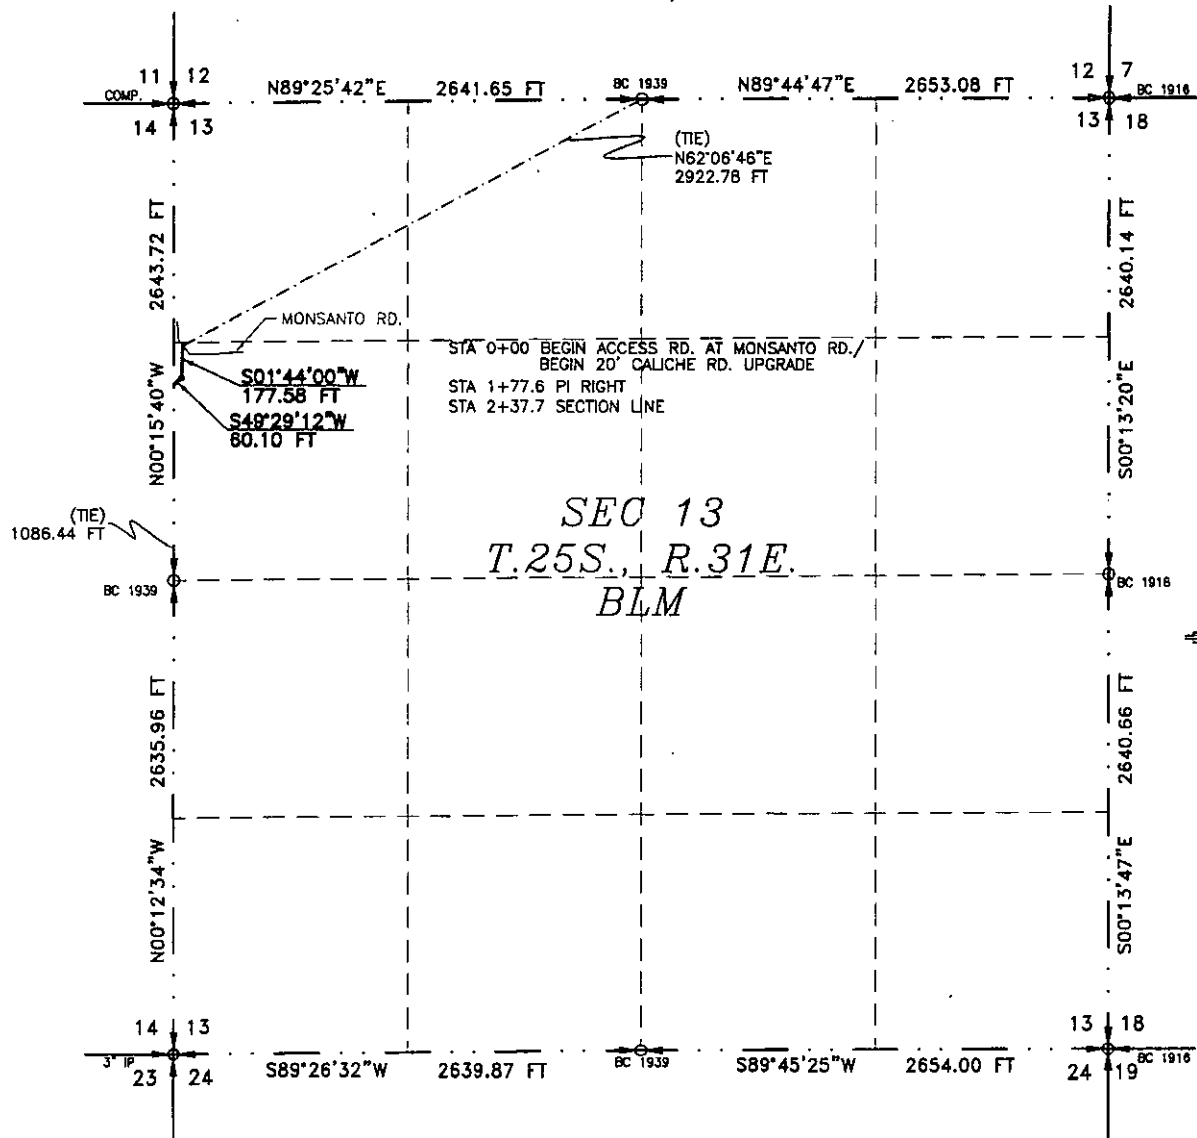 11 12
COMP.
14 13
N89°25'42"E 2641.65 FT
BC 1939
N89°44'47"E 2653.08 FT
12 7
BC 1916
13 18
(TIE)
N62°06'46"E
2922.78 FT
2643.72 FT
2640.14 FT
MONSANTO RD.
STA 0+00 BEGIN ACCESS RD. AT MONSANTO RD./
BEGIN 20' CALICHE RD. UPGRADE
STA 1+77.6 PI RIGHT
STA 2+37.7 SECTION LINE
S01°44'00"W
177.58 FT
S49°29'12"W
60.10 FT
N00°15'40"W
S00°13'20"E
(TIE)
1086.44 FT
SEC 13
T.25S., R.31E.
BLM
BC 1939
BC 1916
2635.96 FT
2640.66 FT
N00°12'34"W
S00°13'47"E
14 13
3" IP
23 24
S89°26'32"W 2639.87 FT
BC 1939
S89°45'25"W 2654.00 FT
13 18
BC 1916
24 19